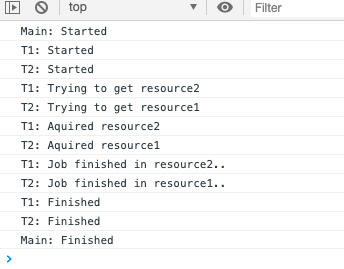 top
Filter
Main: Started
T1: Started
T2: Started
T1: Trying to get resource2
T2: Trying to get resource1
T1: Aquired resource2
T2: Aquired resource1
T1: Job finished in resource2..
T2: Job finished in resource1..
T1: Finished
T2: Finished
Main: Finished